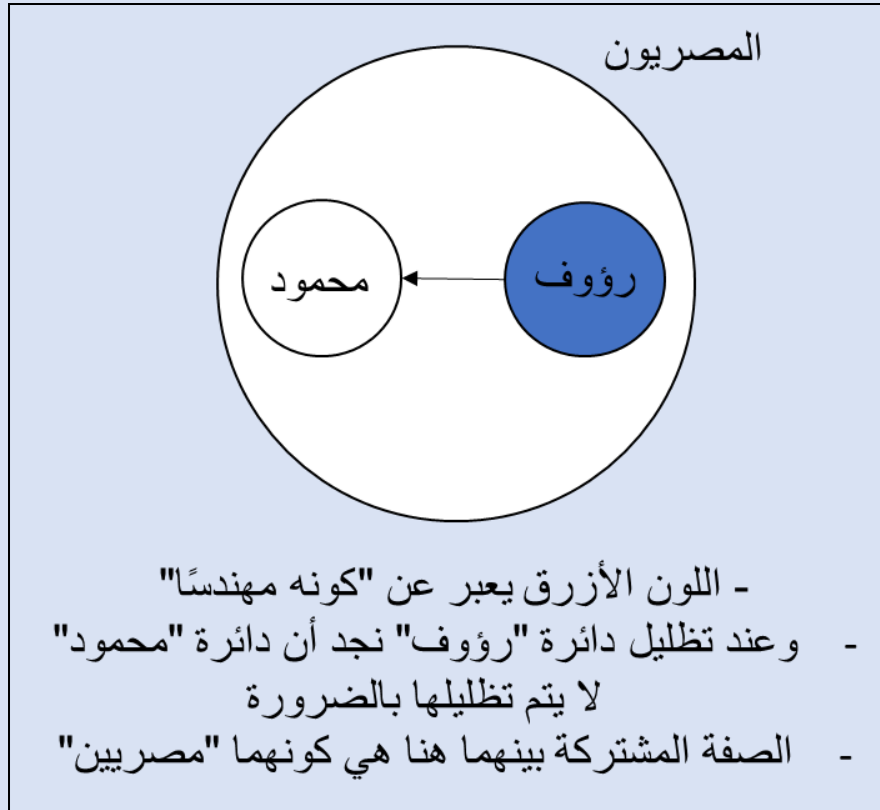 المصريون
محمود
رؤوف
- اللون الأزرق يعبر عن "كونه مهندسًا"
- وعند تظليل دائرة "رؤوف" نجد أن دائرة "محمود"
لا يتم تظليلها بالضرورة
- الصفة المشتركة بينهما هنا هي كونهما "مصريين"